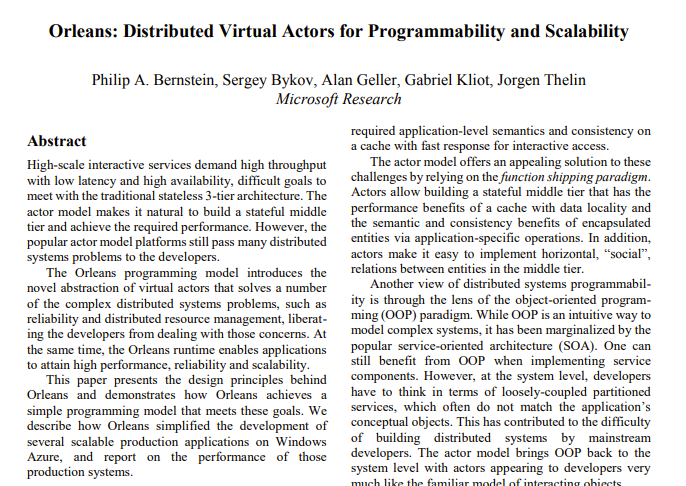 Orleans: Distributed Virtual Actors for Programmability and Scalability
Philip A. Bernstein, Sergey Bykov, Alan Geller, Gabriel Kliot, Jorgen Thelin
Microsoft Research
Abstract
High-scale interactive services demand high throughput
with low latency and high availability, difficult goals to
meet with the traditional stateless 3-tier architecture. The
actor model makes it natural to build a stateful middle
tier and achieve the required performance. However, the
popular actor model platforms still pass many distributed
systems problems to the developers.
The Orleans programming model introduces the
novel abstraction of virtual actors that solves a number
of the complex distributed systems problems, such as
reliability and distributed resource management, liberat-
ing the developers from dealing with those concerns. At
the same time, the Orleans runtime enables applications
to attain high performance, reliability and scalability.
This paper presents the design principles behind
Orleans and demonstrates how Orleans achieves a
simple programming model that meets these goals. We
describe how Orleans simplified the development of
several scalable production applications on Windows
Azure, and report on the performance of those
production systems.
required application-level semantics and consistency on
a cache with fast response for interactive access.
The actor model offers an appealing solution to these
challenges by relying on the function shipping paradigm.
Actors allow building a stateful middle tier that has the
performance benefits of a cache with data locality and
the semantic and consistency benefits of encapsulated
entities via application-specific operations. In addition,
actors make it easy to implement horizontal, “social”,
relations between entities in the middle tier.
Another view of distributed systems programmabil-
ity is through the lens of the object-oriented program-
ming (OOP) paradigm. While OOP is an intuitive way to
model complex systems, it has been marginalized by the
popular service-oriented architecture (SOA). One can
still benefit from OOP when implementing service
components. However, at the system level, developers
have to think in terms of loosely-coupled partitioned
services, which often do not match the application’s
conceptual objects. This has contributed to the difficulty
of building distributed systems by mainstream
developers. The actor model brings OOP back to the
system level with actors appearing to developers very
much like the familiar model of interacting objects.